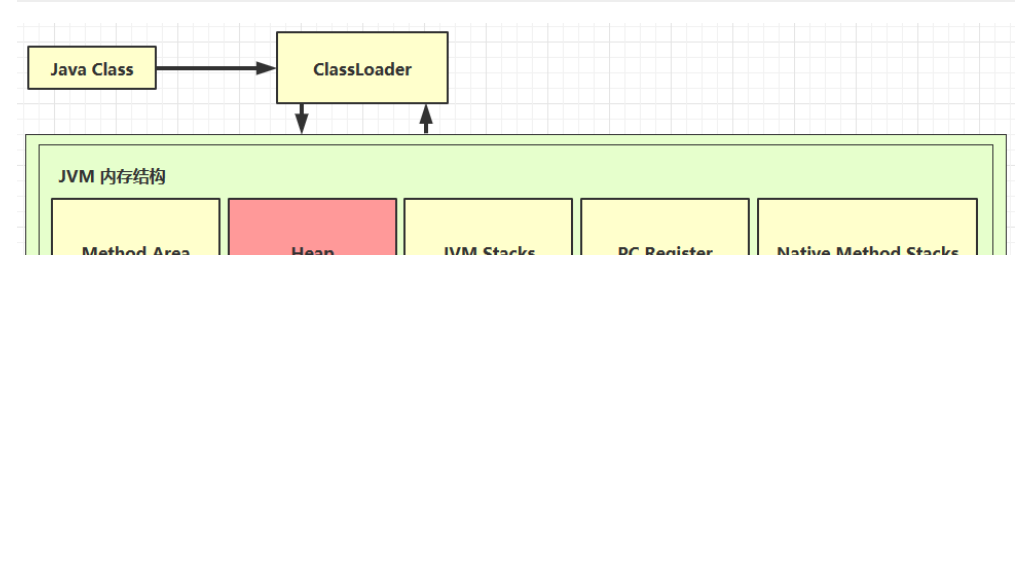 Java Class
ClassLoader
JVM 内存结构
Method Area
Heap
JVM Stacks
PC Register
Native Method Stacks